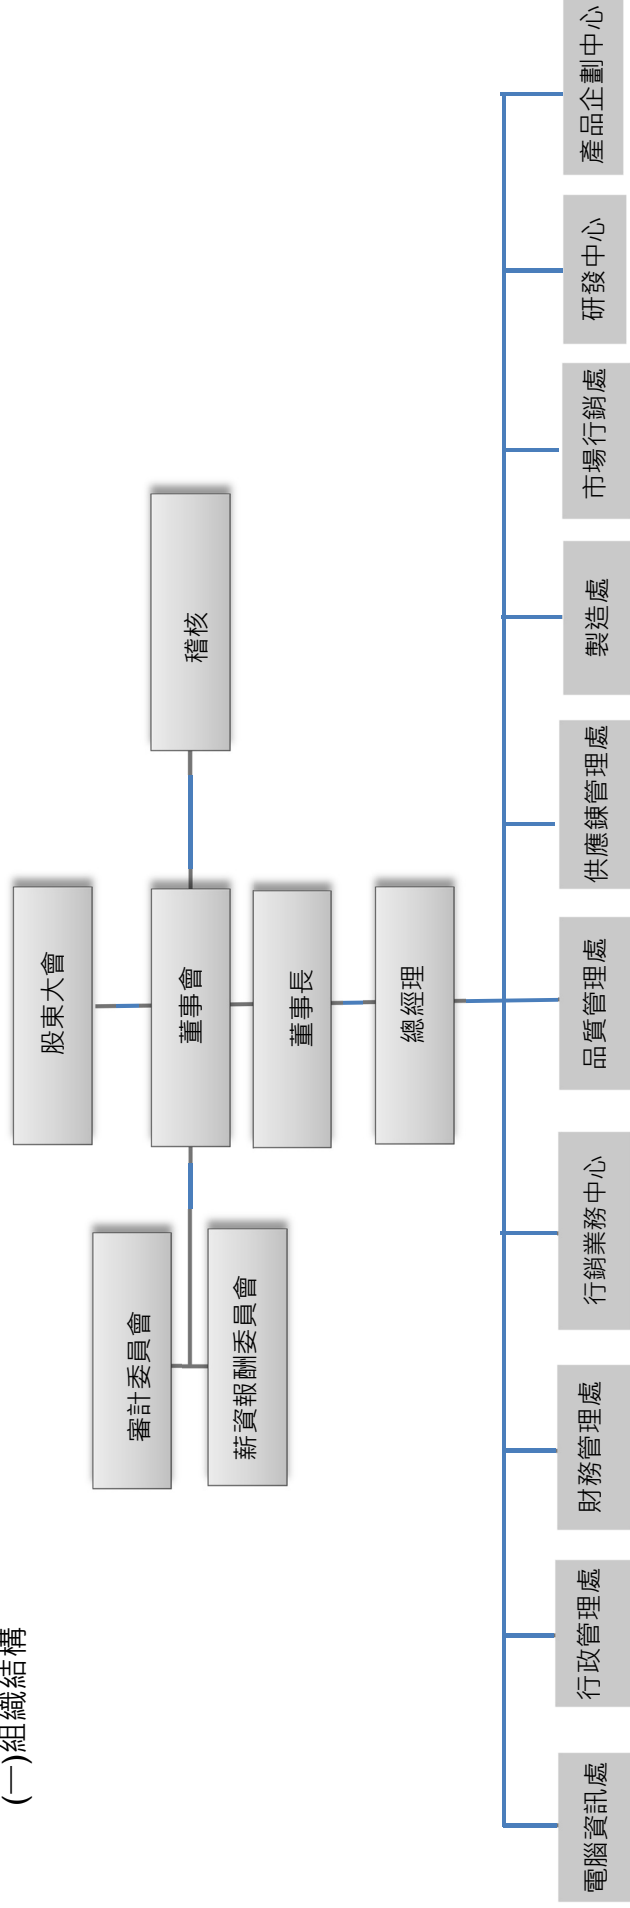 (一)組織結構
股東大會
審計委員會
董事會
稽核
薪資報酬委員會
董事長
總經理
電腦資訊處
行政管理處
財務管理處
行銷業務中心
品質管理處
供應鍊管理處
製造處
市場行銷處
研發中心
產品企劃中心